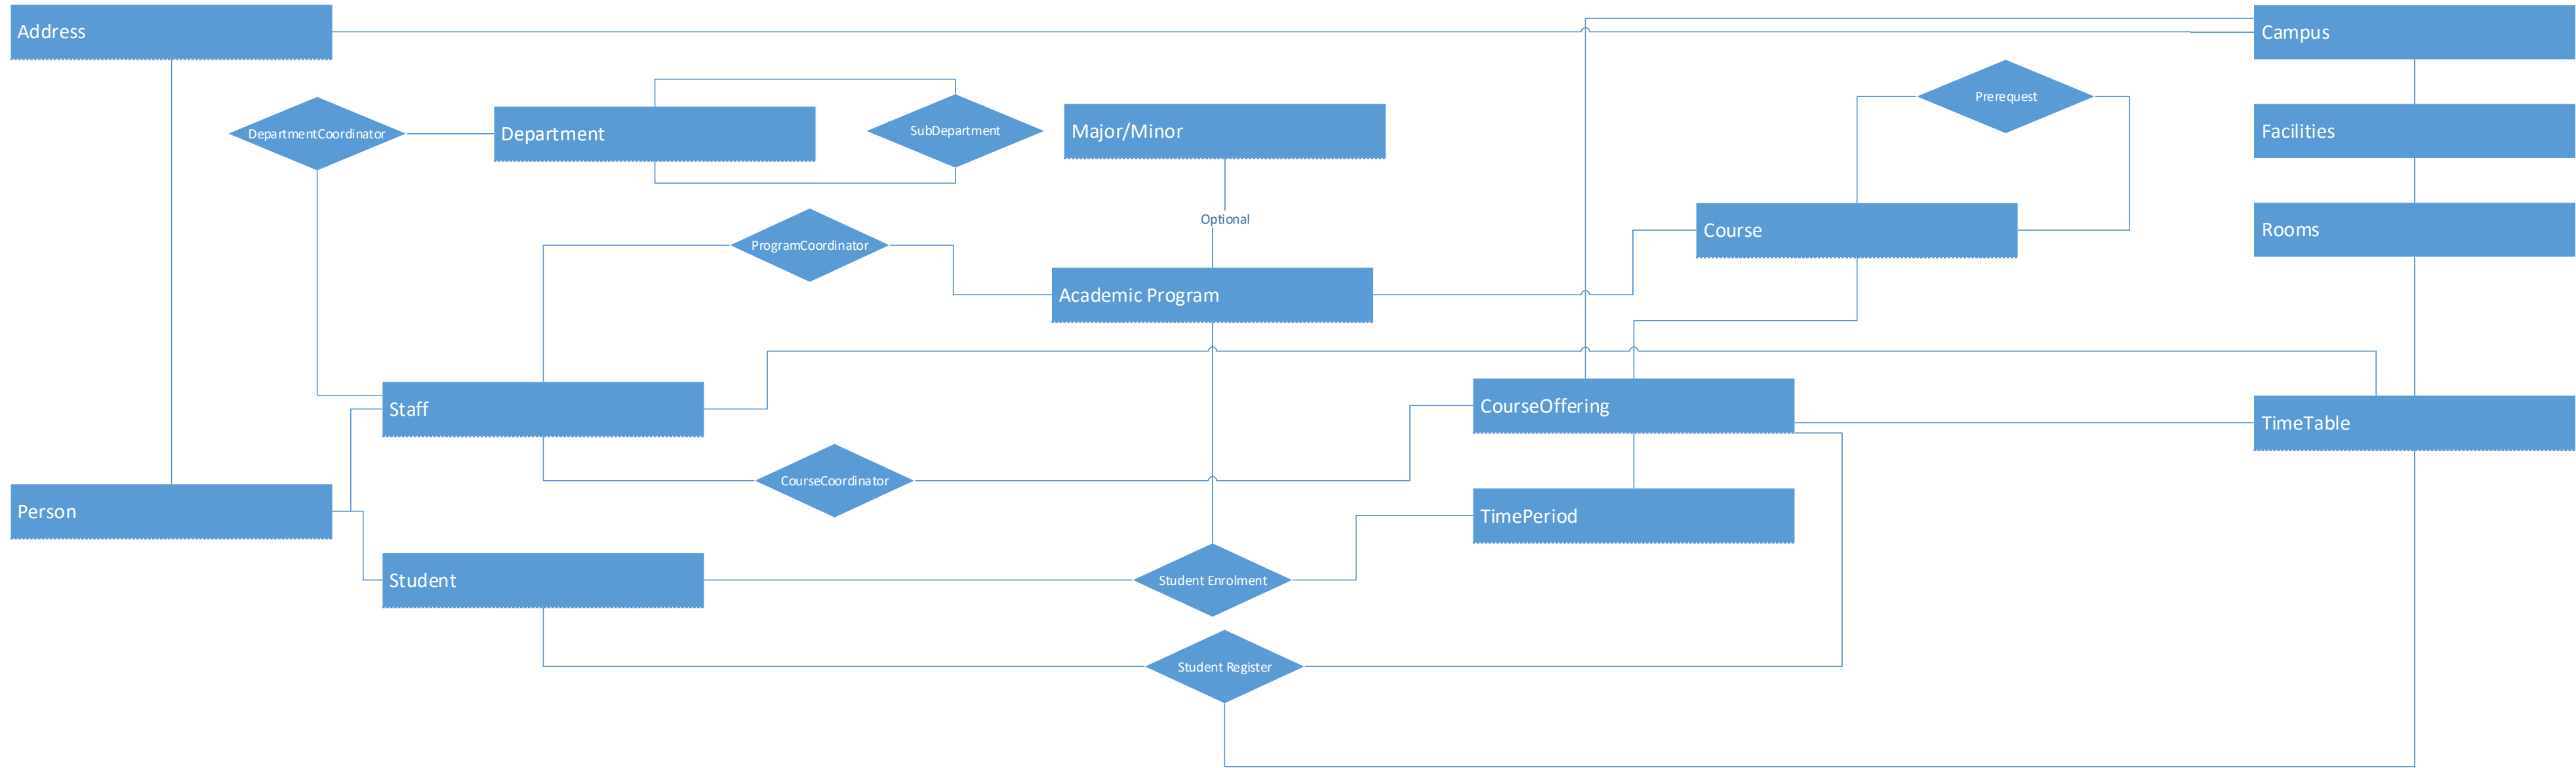 Address
Campus
Prerequest
DepartmentCoordinator
Department
SubDepartment
Major/Minor
Facilities
Optional
Course
Rooms
ProgramCoordinator
Academic Program
Staff
CourseOffering
TimeTable
CourseCoordinator
Person
TimePeriod
Student
Student Enrolment
Student Register